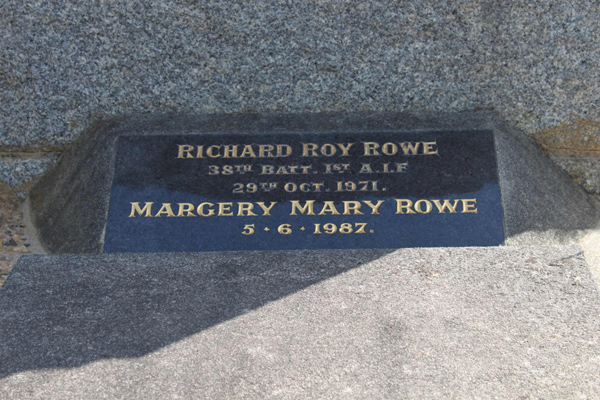 RICHARD ROY ROWE
38TH BATT. 1ST A.I.F
29TH OCT. 1971.
MARGERY MARY ROWE
5 · 6 · 1987.